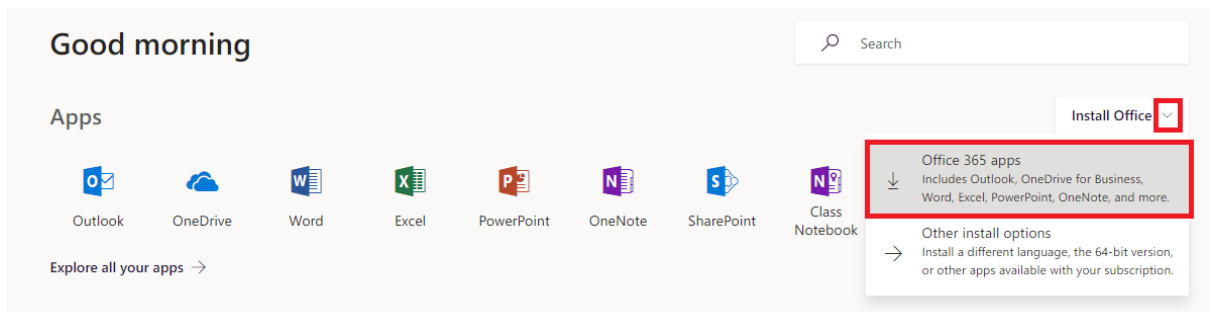 Good morning
Search
Apps
Install Office
Outlook
OneDrive
Word
Excel
PowerPoint
OneNote
SharePoint
Class
Notebook
Office 365 apps
Includes Outlook, OneDrive for Business,
Word, Excel, PowerPoint, OneNote, and more.
Other install options
Install a different language, the 64-bit version,
or other apps available with your subscription.
Explore all your apps →